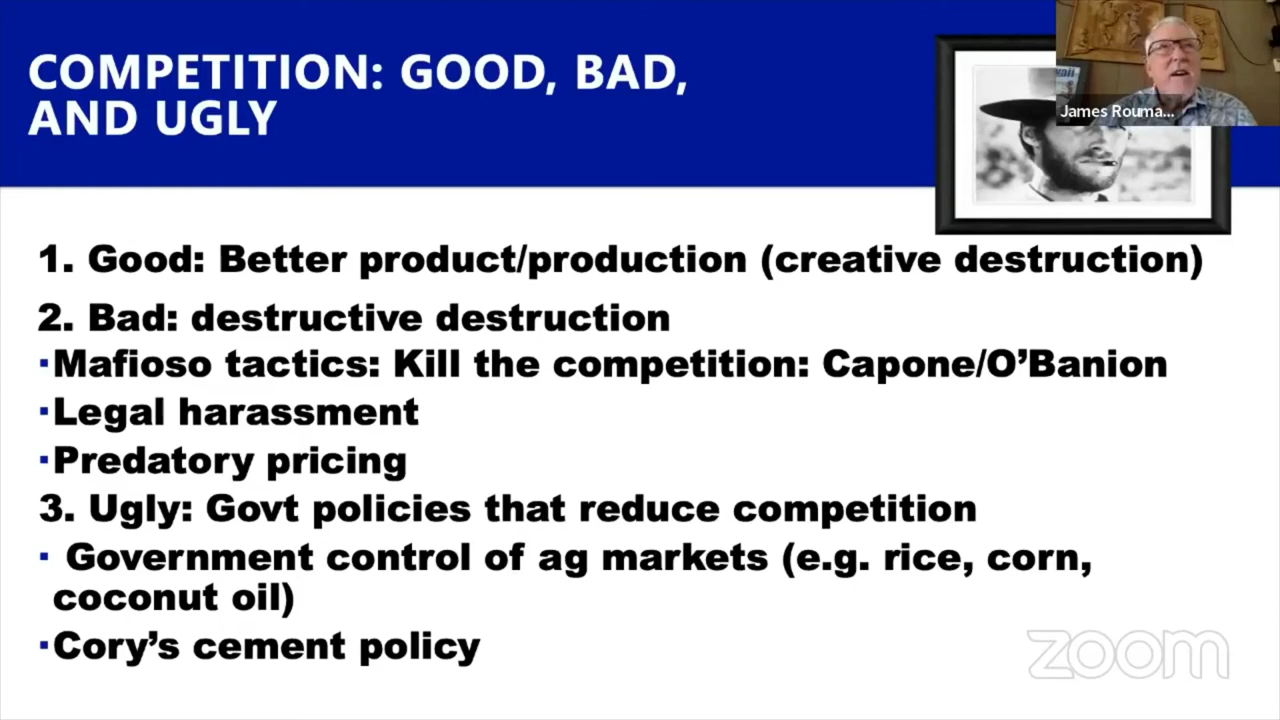 COMPETITION: GOOD, BAD,
AND UGLY
James Rouma...
1. Good: Better product/production (creative destruction)
2. Bad: destructive destruction
▪Mafioso tactics: Kill the competition: Capone/O’Banion
▪Legal harassment
▪Predatory pricing
3. Ugly: Govt policies that reduce competition
▪ Government control of ag markets (e.g. rice, corn,
coconut oil)
▪Cory’s cement policy
zoom